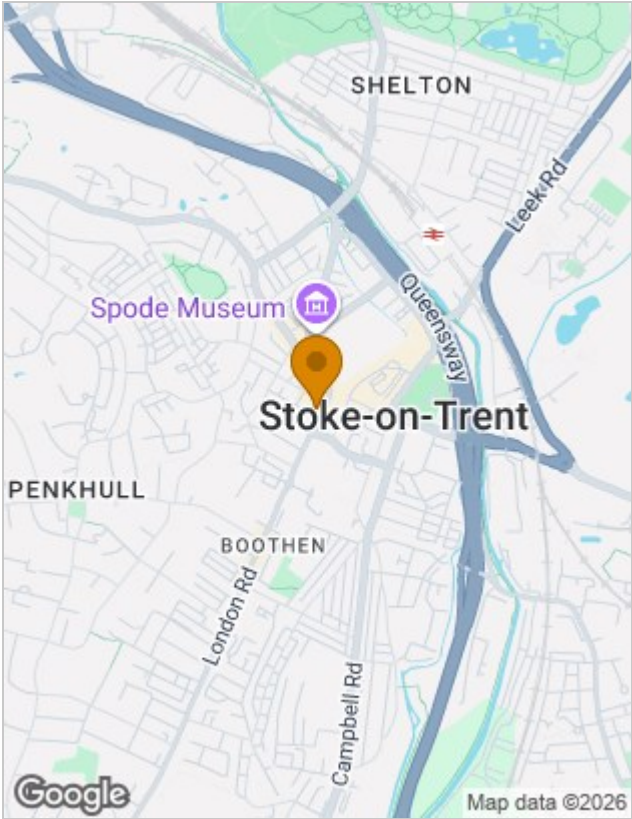 SHELTON
Leek Rd
Queensway
Spode Museum
Stoke-on-Trent
PENKHULL
BOOTHEN
London Rd
Campbell Rd
Google
Map data ©2026